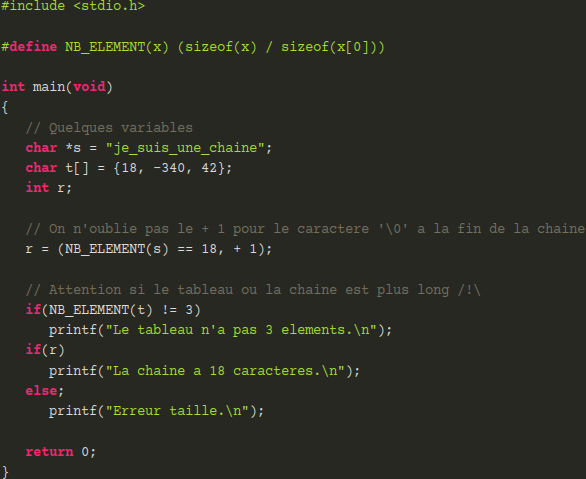 #include <stdio.h>
#define NB_ELEMENT(x) (sizeof(x) / sizeof(x[0]))
int main(void)
{
// Quelques variables
char *s = "je_suis_une_chaine";
char t[] = {18, -340, 42};
int r;
// On n'oublie pas le + 1 pour le caractere '\0' a la fin de la chaine
r = (NB_ELEMENT(s) == 18, + 1);
// Attention si le tableau ou la chaine est plus long /!\
if(NB_ELEMENT(t) != 3)
printf("Le tableau n'a pas 3 elements.\n");
if(r)
printf("La chaine a 18 caracteres.\n");
else;
printf("Erreur taille.\n");
return 0;
}